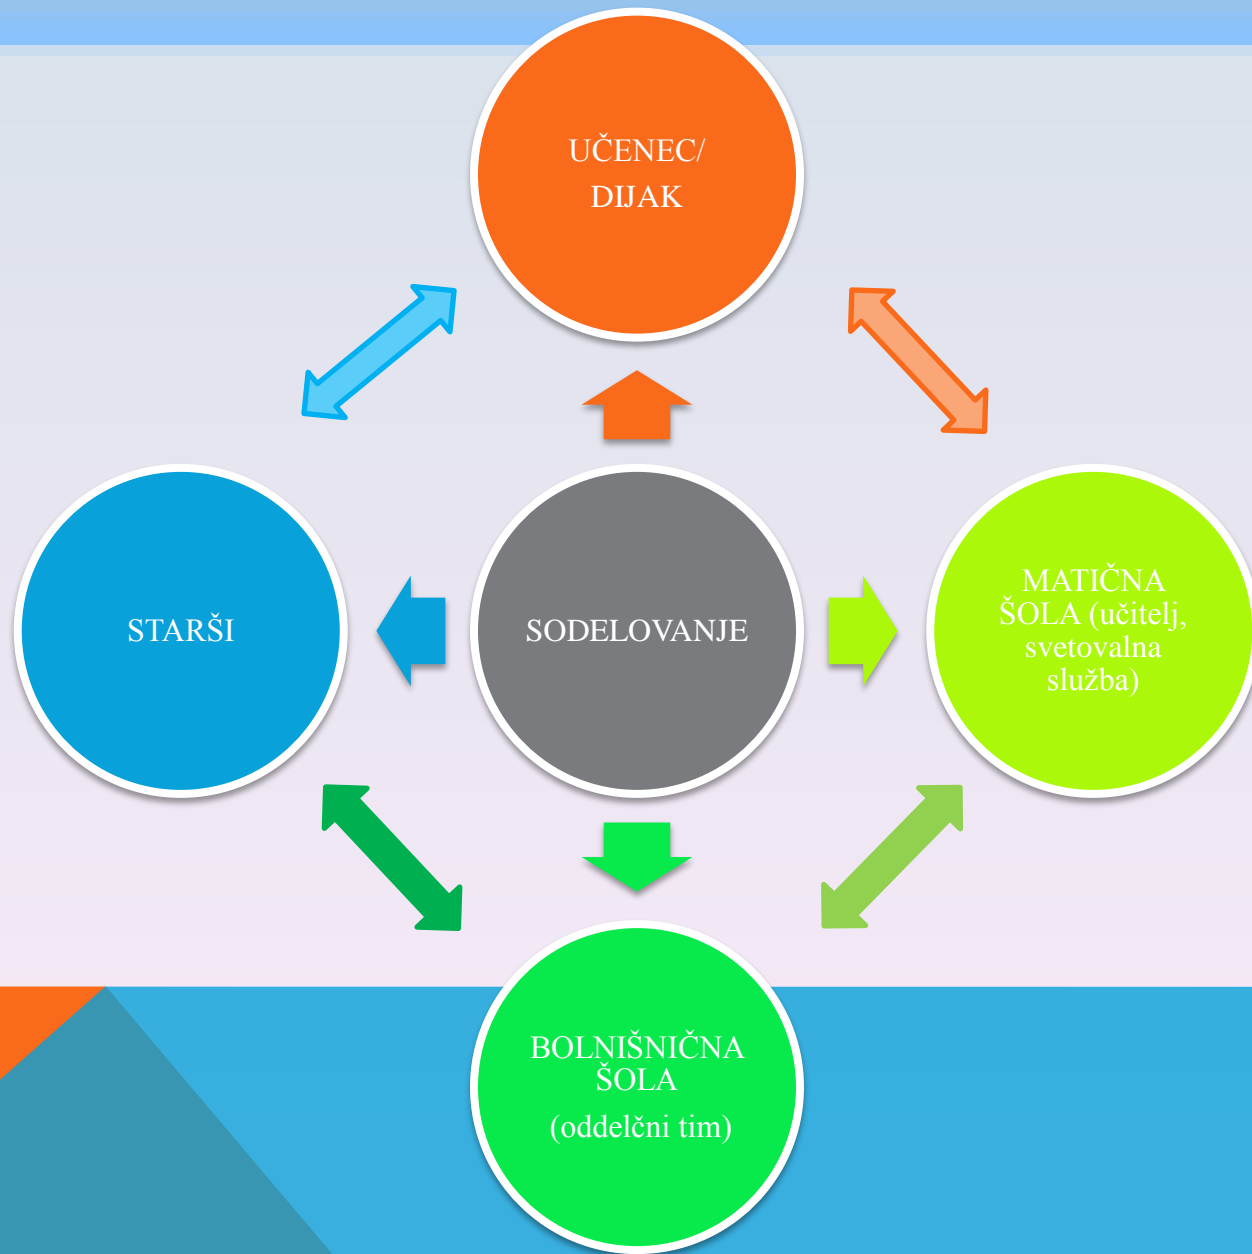 UČENEC/
DIJAK
STARŠI
SODELOVANJE
MATIČNA
ŠOLA (učitelj,
svetovalna
služba)
BOLNIŠNIČNA
ŠOLA
(oddelčni tim)